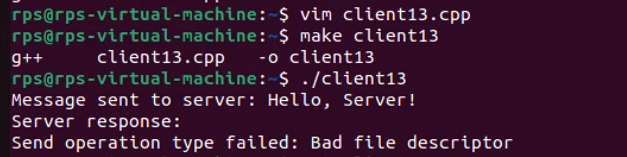 rps@rps-virtual-machine:~$ vim client13.cpp
rps@rps-virtual-machine:~$ make client13
g++     client13.cpp   -o client13
rps@rps-virtual-machine:~$ ./client13
Message sent to server: Hello, Server!
Server response:
Send operation type failed: Bad file descriptor